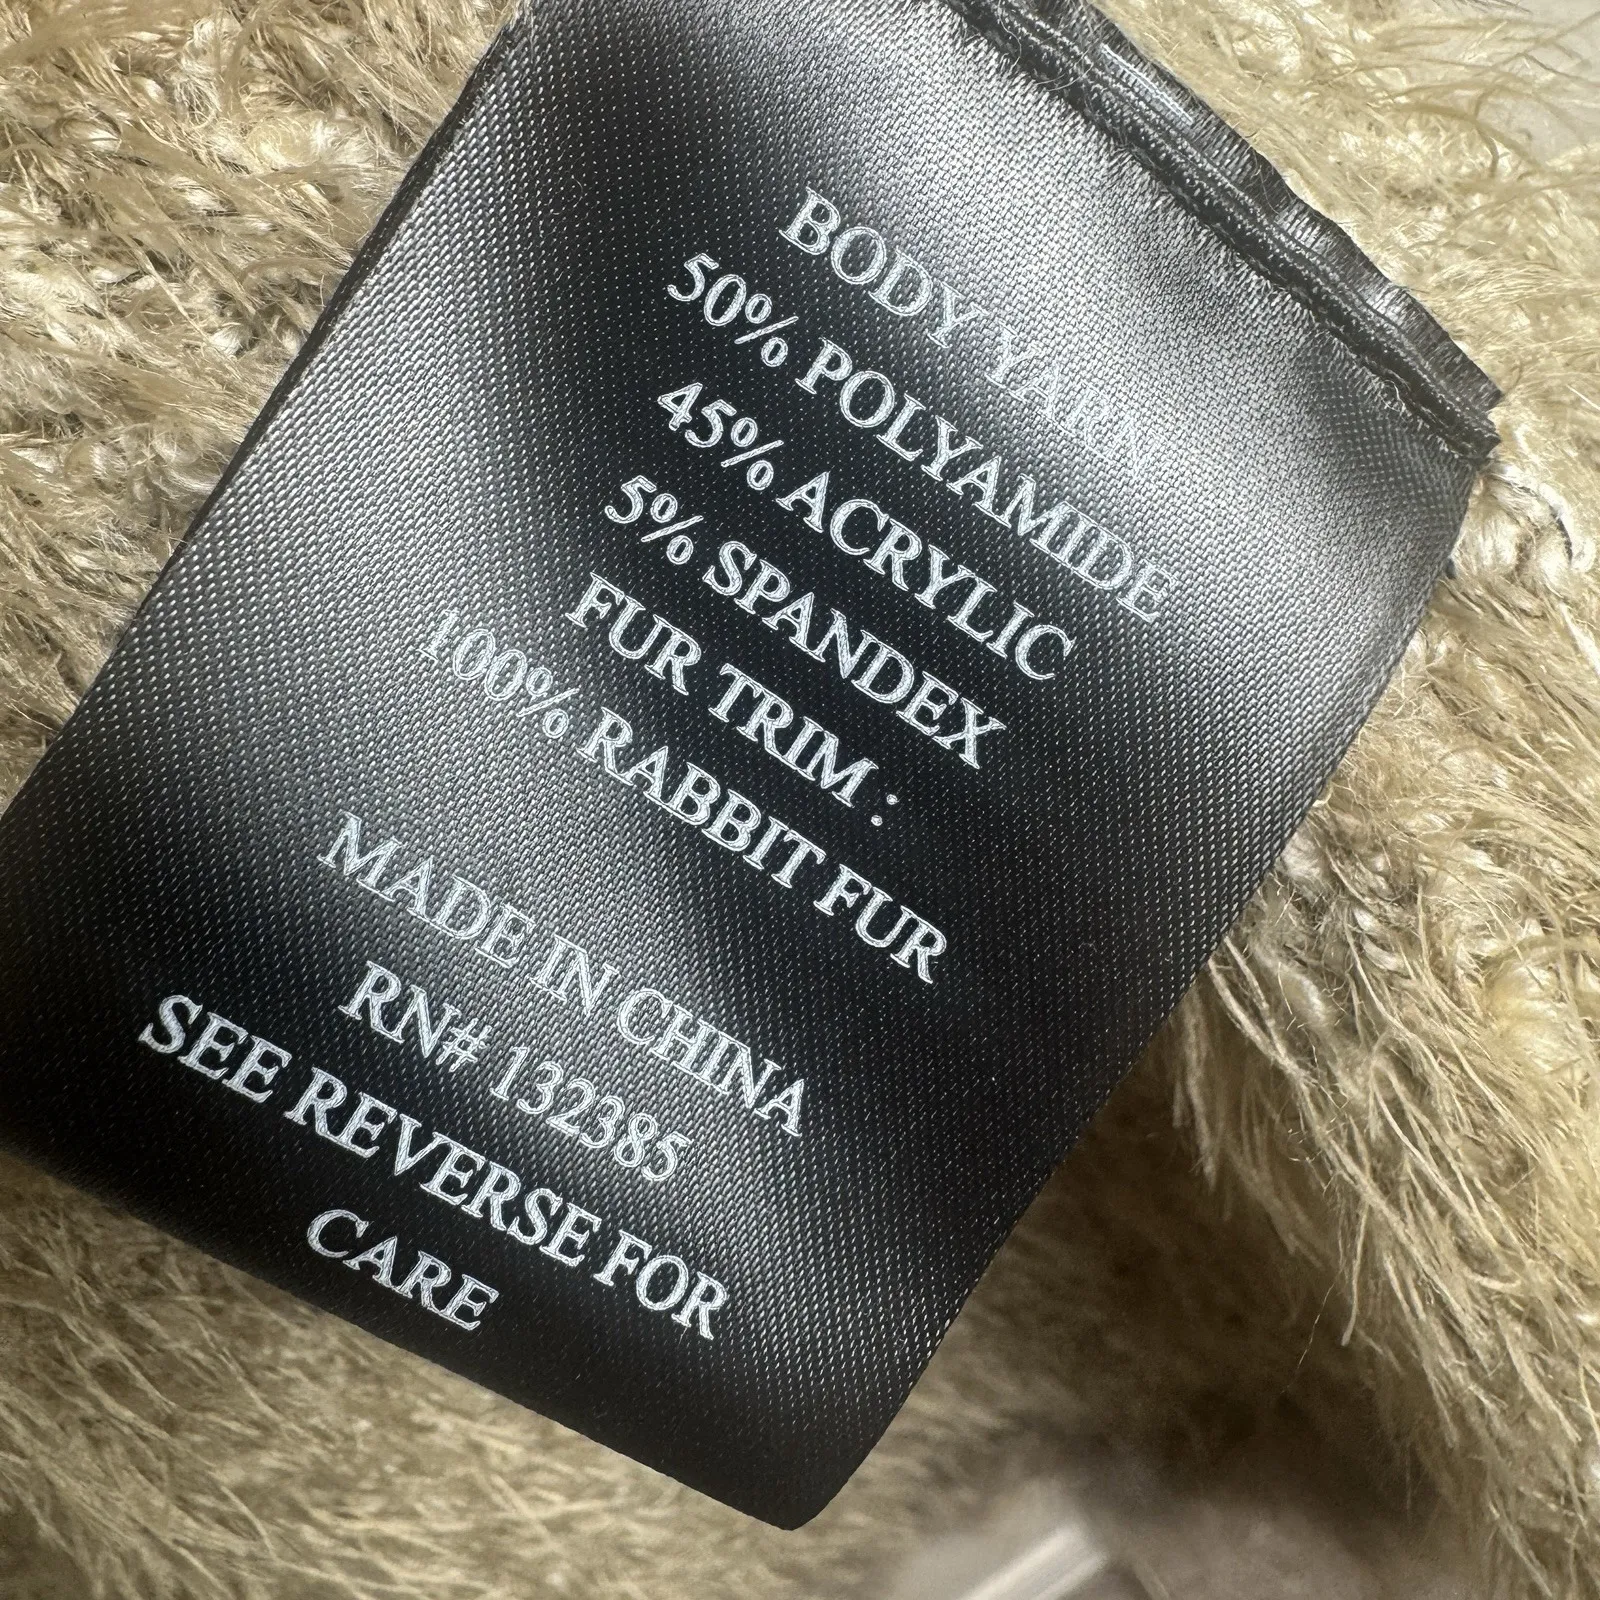 BODY YARN
50% POLYAMIDE
45% ACRYLIC
5% SPANDEX
FUR TRIM :
100% RABBIT FUR
MADE IN CHINA
RN# 132385
SEE REVERSE FOR
CARE